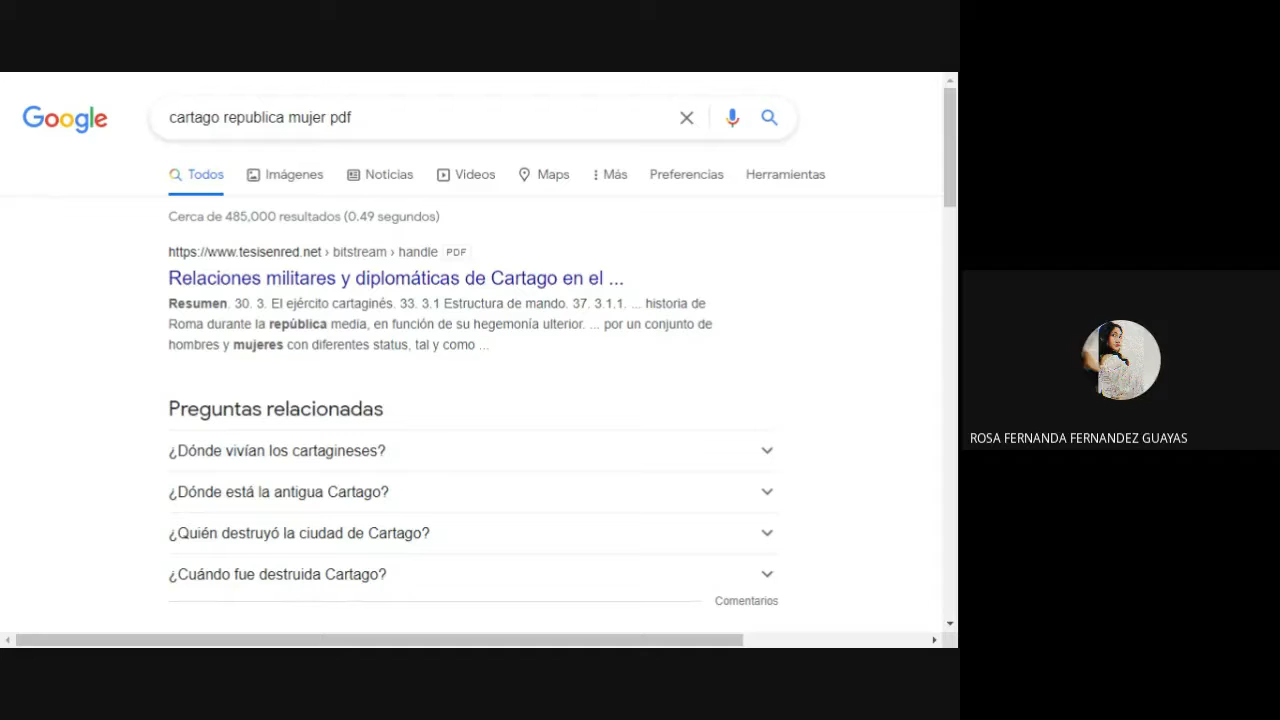 Google
cartago republica mujer pdf
Todos Imágenes Noticias Videos Maps Más Preferencias Herramientas
Cerca de 485,000 resultados (0.49 segundos)
https://www.tesisenred.net › bitstream › handle PDF
Relaciones militares y diplomáticas de Cartago en el ...
Resumen. 30. 3. El ejército cartaginés. 33. 3.1 Estructura de mando. 37. 3.1.1. ... historia de
Roma durante la república media, en función de su hegemonía ulterior. ... por un conjunto de
hombres y mujeres con diferentes status, tal y como ...
Preguntas relacionadas
¿Dónde vivían los cartagineses?
¿Dónde está la antigua Cartago?
¿Quién destruyó la ciudad de Cartago?
¿Cuándo fue destruida Cartago?
Comentarios
ROSA FERNANDA FERNANDEZ GUAYAS